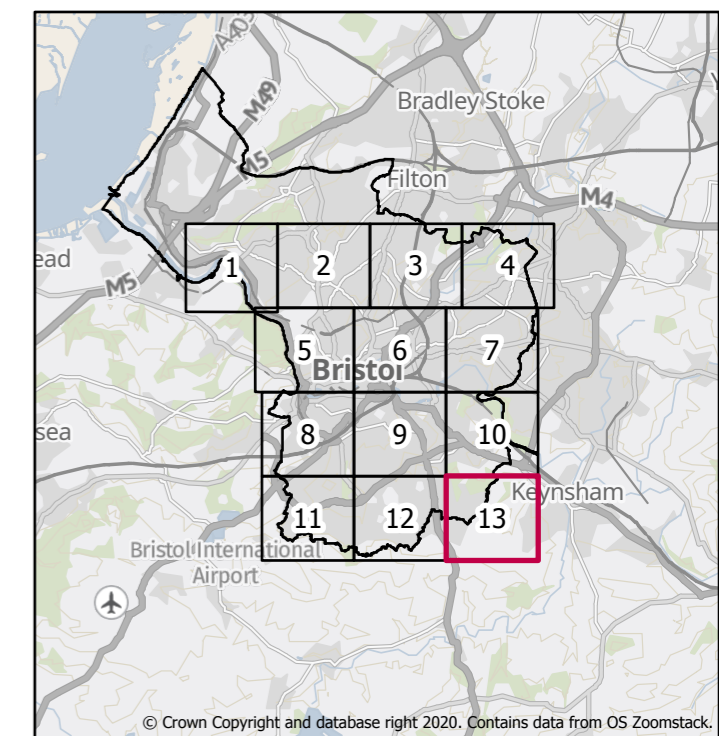 A403
M49
Bradley Stoke
M5
Filton
M4
ead
M5
1
2
3
4
5
6
7
Bristol
sea
8
9
10
Keynsham
11
12
13
Bristol International
Airport
© Crown Copyright and database right 2020. Contains data from OS Zoomstack.